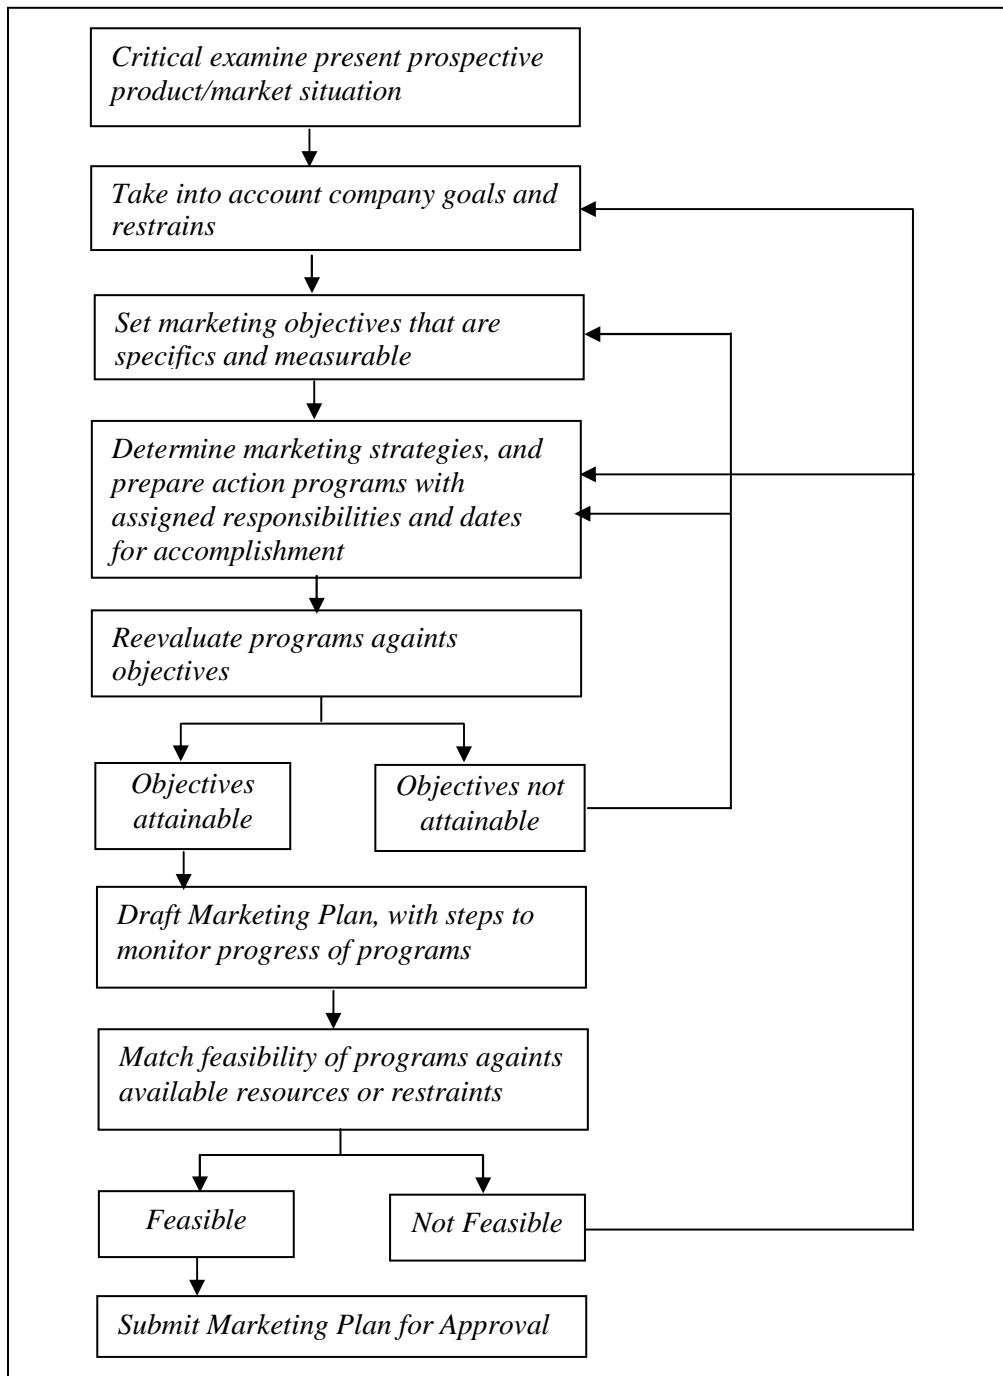 Critical examine present prospective
product/market situation
Take into account company goals and
restrains
Set marketing objectives that are
specifics and measurable
Determine marketing strategies, and
prepare action programs with
assigned responsibilities and dates
for accomplishment
Reevaluate programs againts
objectives
Objectives
attainable
Objectives not
attainable
Draft Marketing Plan, with steps to
monitor progress of programs
Match feasibility of programs againts
available resources or restraints
Feasible
Not Feasible
Submit Marketing Plan for Approval